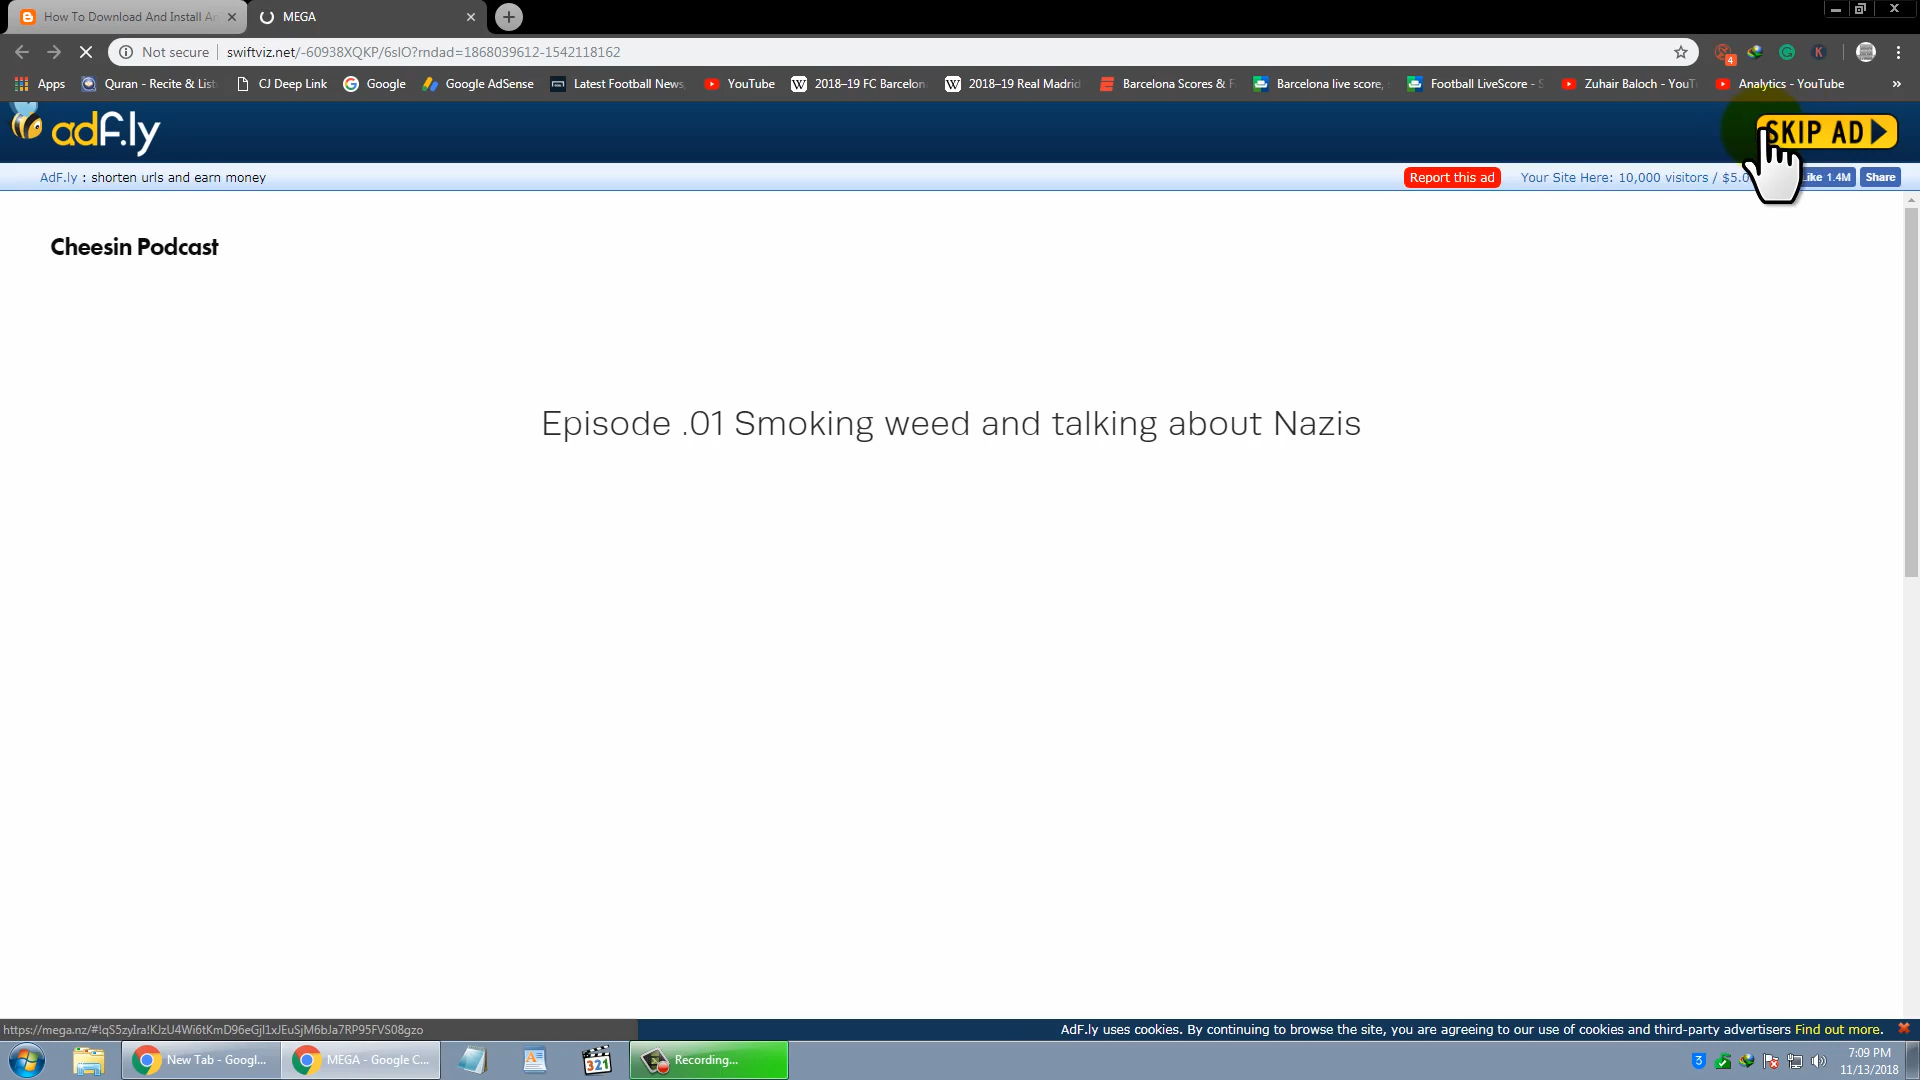 How To Download And Install An
MEGA
Not secure
swiftviz.net/-60938XQKP/6slO?rndad=1868039612-1542118162
4
K
Apps
Quran - Recite & List
CJ Deep Link
Google
Google AdSense
Latest Football News,
YouTube
2018–19 FC Barcelon
2018–19 Real Madrid
Barcelona Scores & F
Barcelona live score,
Football LiveScore - S
Zuhair Baloch - YouT
Analytics - YouTube
»
adF.ly
SKIP AD
AdF.ly : shorten urls and earn money
Report this ad
Your Site Here: 10,000 visitors / $5.0
Like 1.4M
Share
Cheesin Podcast
Episode .01 Smoking weed and talking about Nazis
AdF.ly uses cookies. By continuing to browse the site, you are agreeing to our use of cookies and third-party advertisers Find out more.
New Tab - Googl...
MEGA - Google C...
321
Recording...
7:09 PM
11/13/2018